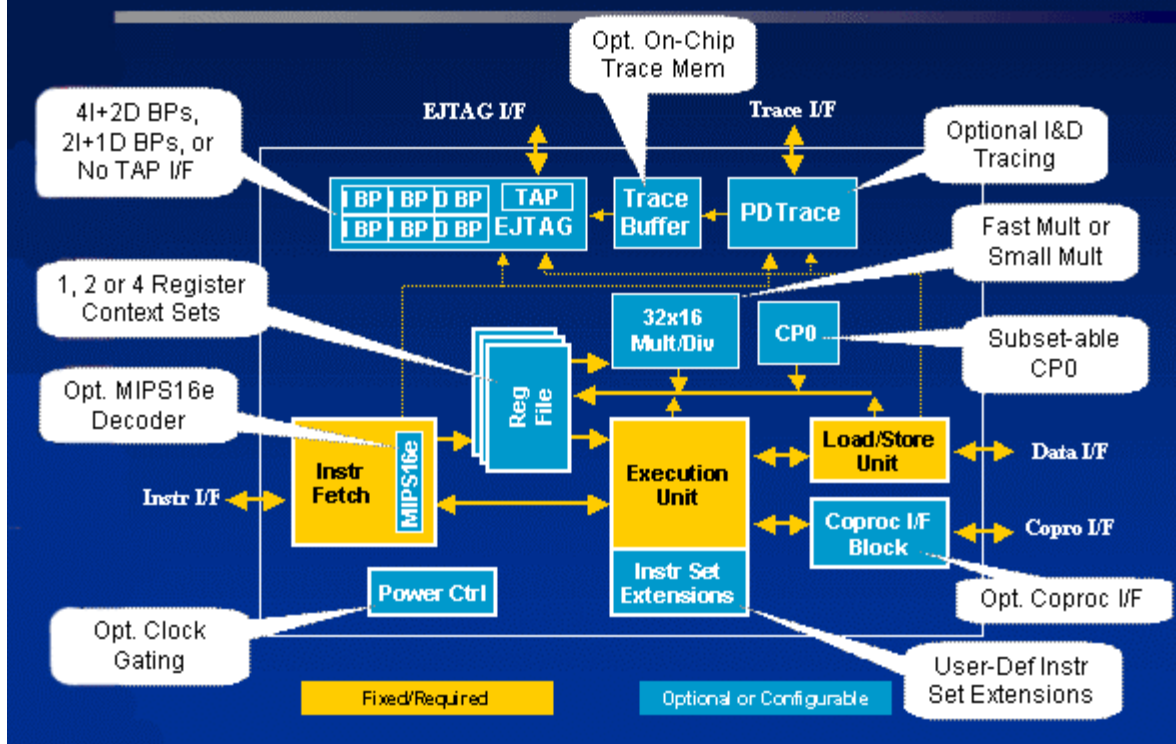 Opt. On-Chip
Trace Mem
4I+2D BPs,
2I+1D BPs, or
No TAP I/F
EJTAG I/F
Trace I/F
Optional I&D
Tracing
I BP I BP D BP
I BP I BP D BP
TAP
EJTAG
Trace
Buffer
PDTrace
Fast Mult or
Small Mult
1, 2 or 4 Register
Context Sets
32x16
Mult/Div
CP0
Subset-able
CP0
Opt. MIPS16e
Decoder
Reg
File
Instr
Fetch
MIPS16e
Execution
Unit
Load/Store
Unit
Data I/F
Instr I/F
Coproc I/F
Block
Copro I/F
Power Ctrl
Instr Set
Extensions
Opt. Coproc I/F
Opt. Clock
Gating
User-Def Instr
Set Extensions
Fixed/Required
Optional or Configurable